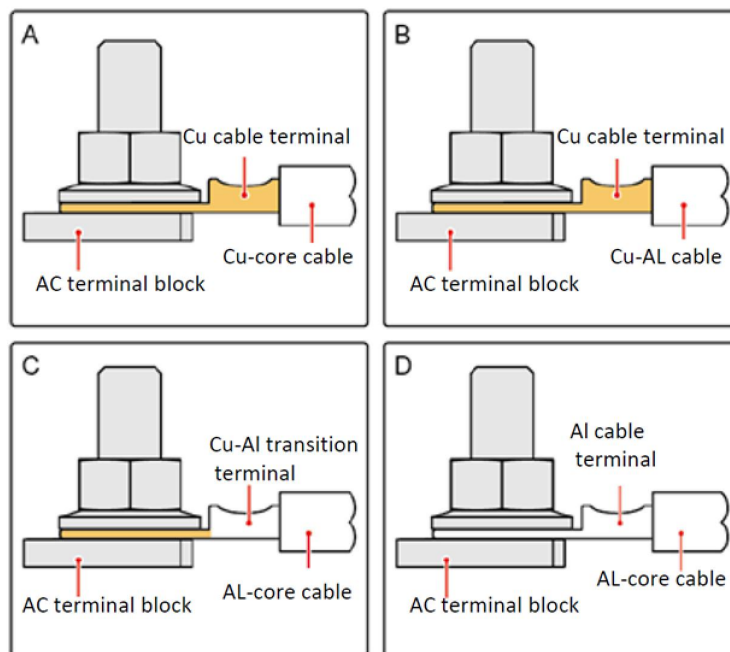 A
Cu cable terminal
Cu-core cable
AC terminal block
B
Cu cable terminal
Cu-AL cable
AC terminal block
C
Cu-Al transition
terminal
AL-core cable
AC terminal block
D
Al cable
terminal
AL-core cable
AC terminal block